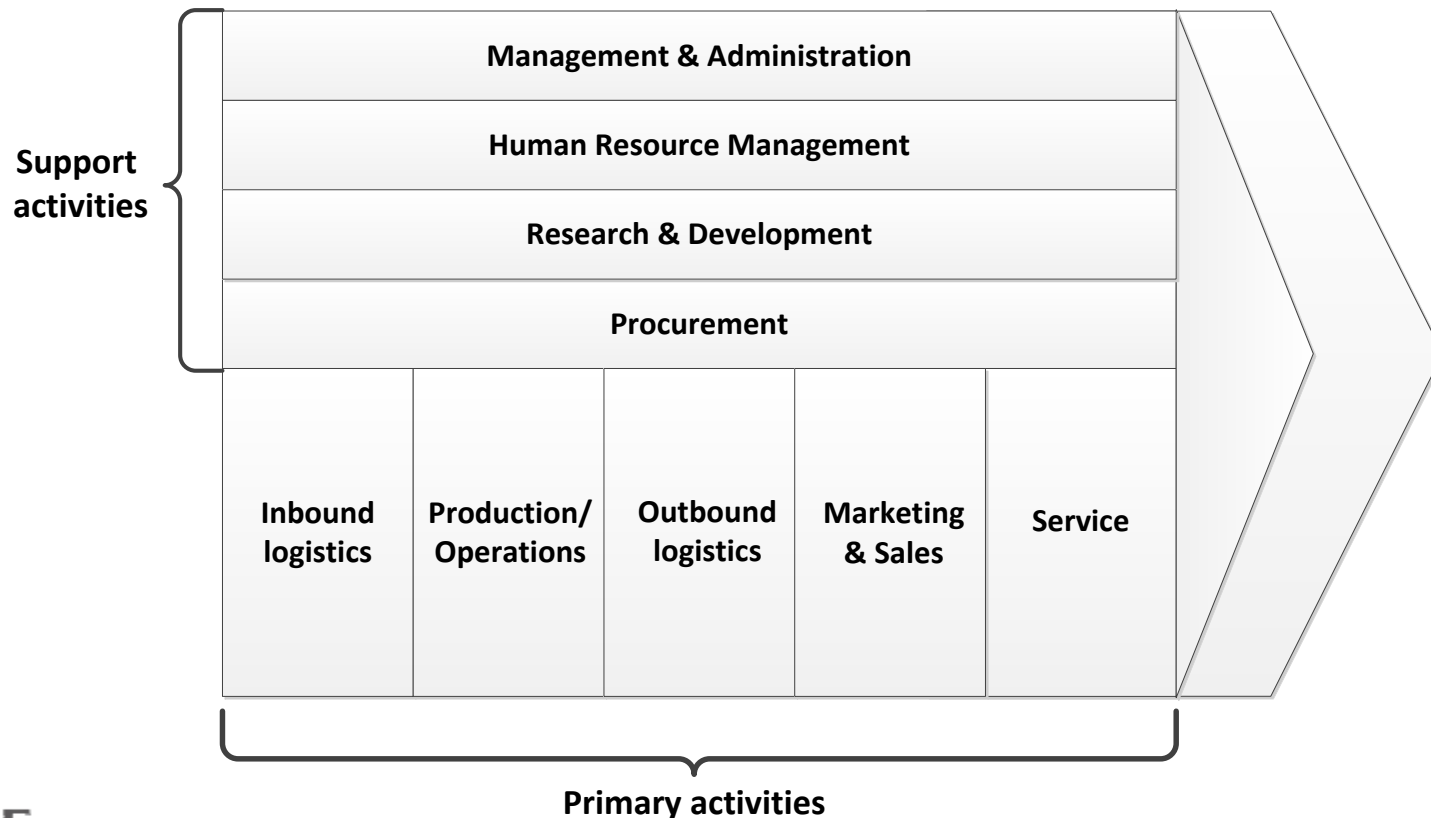 Management & Administration
Human Resource Management
Support
activities
Research & Development
Procurement
Inbound
logistics
Production/
Operations
Outbound
logistics
Marketing
& Sales
Service
Primary activities